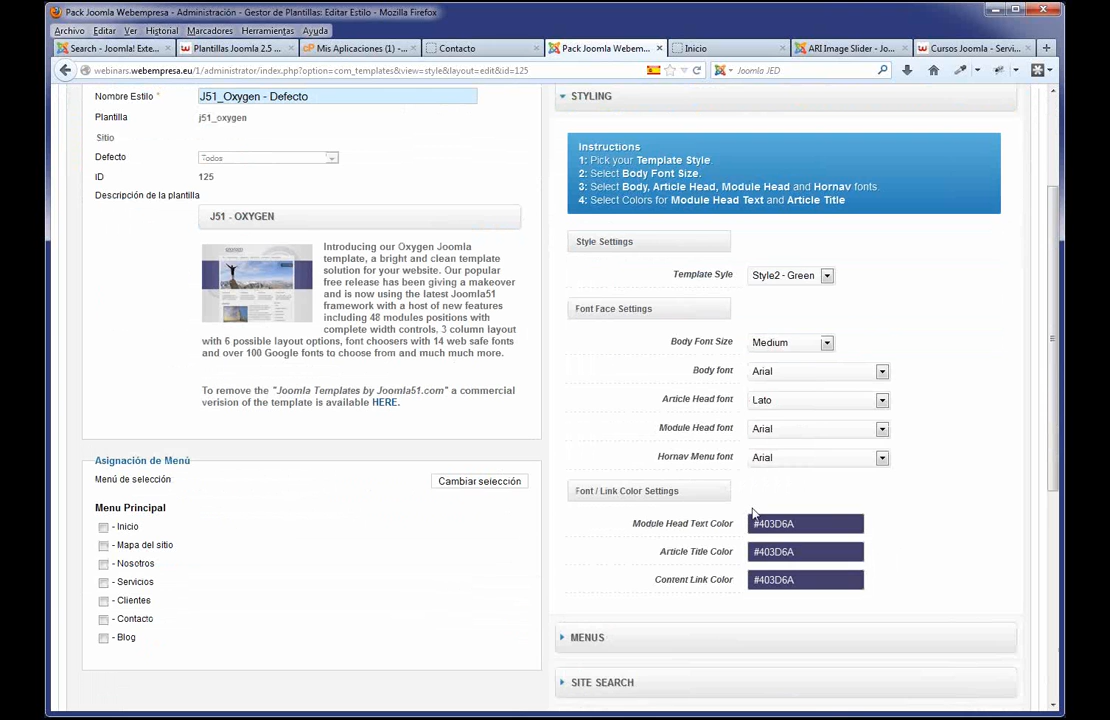 Pack Joomla Webempresa - Administración - Gestor de Plantillas: Editar Estilo - Mozilla Firefox
Archivo Editar Ver Historial Marcadores Herramientas Ayuda
Search - Joomla! Exte...
Plantillas Joomla 2.5 ...
Mis Aplicaciones (1) - ...
Contacto
Pack Joomla Webem...
Inicio
ARI Image Slider - Jo...
Cursos Joomla - Servi...
webinars.webempresa.eu/1/administrator/index.php?option=com_templates&view=style&layout=edit&id=125
Joomla JED
Nombre Estilo * J51_Oxygen - Defecto
Plantilla j51_oxygen
Sitio
Defecto Todos
ID 125
Descripción de la plantilla
J51 - OXYGEN
Introducing our Oxygen Joomla
template, a bright and clean template
solution for your website. Our popular
free release has been giving a makeover
and is now using the latest Joomla51
framework with a host of new features
including 48 modules positions with
complete width controls, 3 column layout
with 6 possible layout options, font choosers with 14 web safe fonts
and over 100 Google fonts to choose from and much much more.
To remove the "Joomla Templates by Joomla51.com" a commercial
verision of the template is available HERE.
Asignación de Menú
Menú de selección Cambiar selección
Menu Principal
- Inicio
- Mapa del sitio
- Nosotros
- Servicios
- Clientes
- Contacto
- Blog
STYLING
Instructions
1: Pick your Template Style.
2: Select Body Font Size.
3: Select Body, Article Head, Module Head and Hornav fonts.
4: Select Colors for Module Head Text and Article Title
Style Settings
Template Syle Style2 - Green
Font Face Settings
Body Font Size Medium
Body font Arial
Article Head font Lato
Module Head font Arial
Hornav Menu font Arial
Font / Link Color Settings
Module Head Text Color #403D6A
Article Title Color #403D6A
Content Link Color #403D6A
MENUS
SITE SEARCH